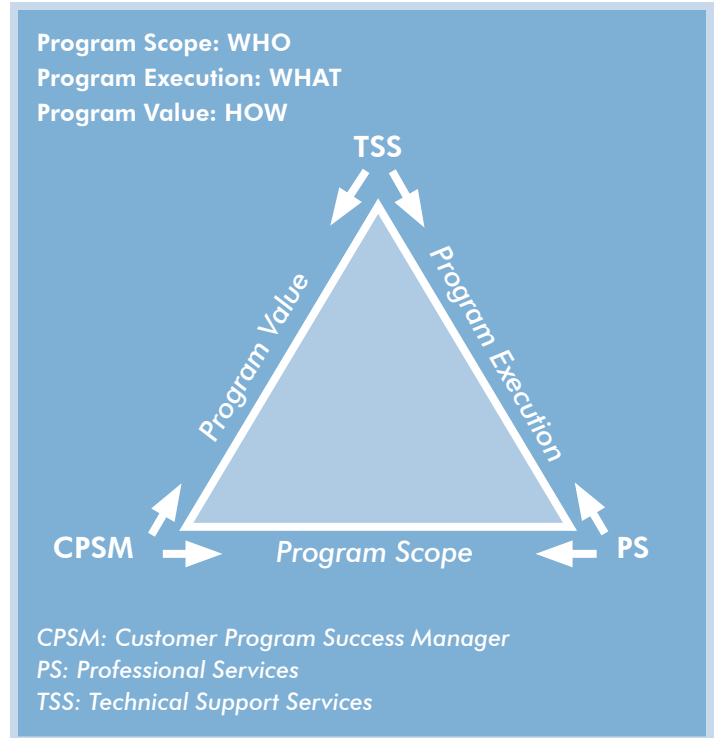 Program Scope: WHO
Program Execution: WHAT
Program Value: HOW
TSS
Program Value
Program Execution
CPSM
Program Scope
PS
CPSM: Customer Program Success Manager
PS: Professional Services
TSS: Technical Support Services